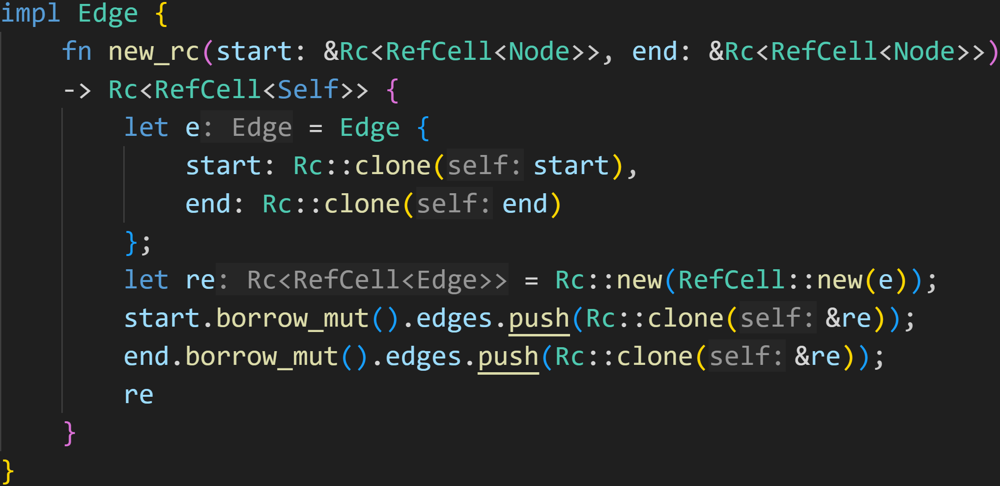 impl Edge {
    fn new_rc(start: &Rc<RefCell<Node>>, end: &Rc<RefCell<Node>>)
    -> Rc<RefCell<Self>> {
        let e: Edge = Edge {
            start: Rc::clone(self: start),
            end: Rc::clone(self: end)
        };
        let re: Rc<RefCell<Edge>> = Rc::new(RefCell::new(e));
        start.borrow_mut().edges.push(Rc::clone(self: &re));
        end.borrow_mut().edges.push(Rc::clone(self: &re));
        re
    }
}